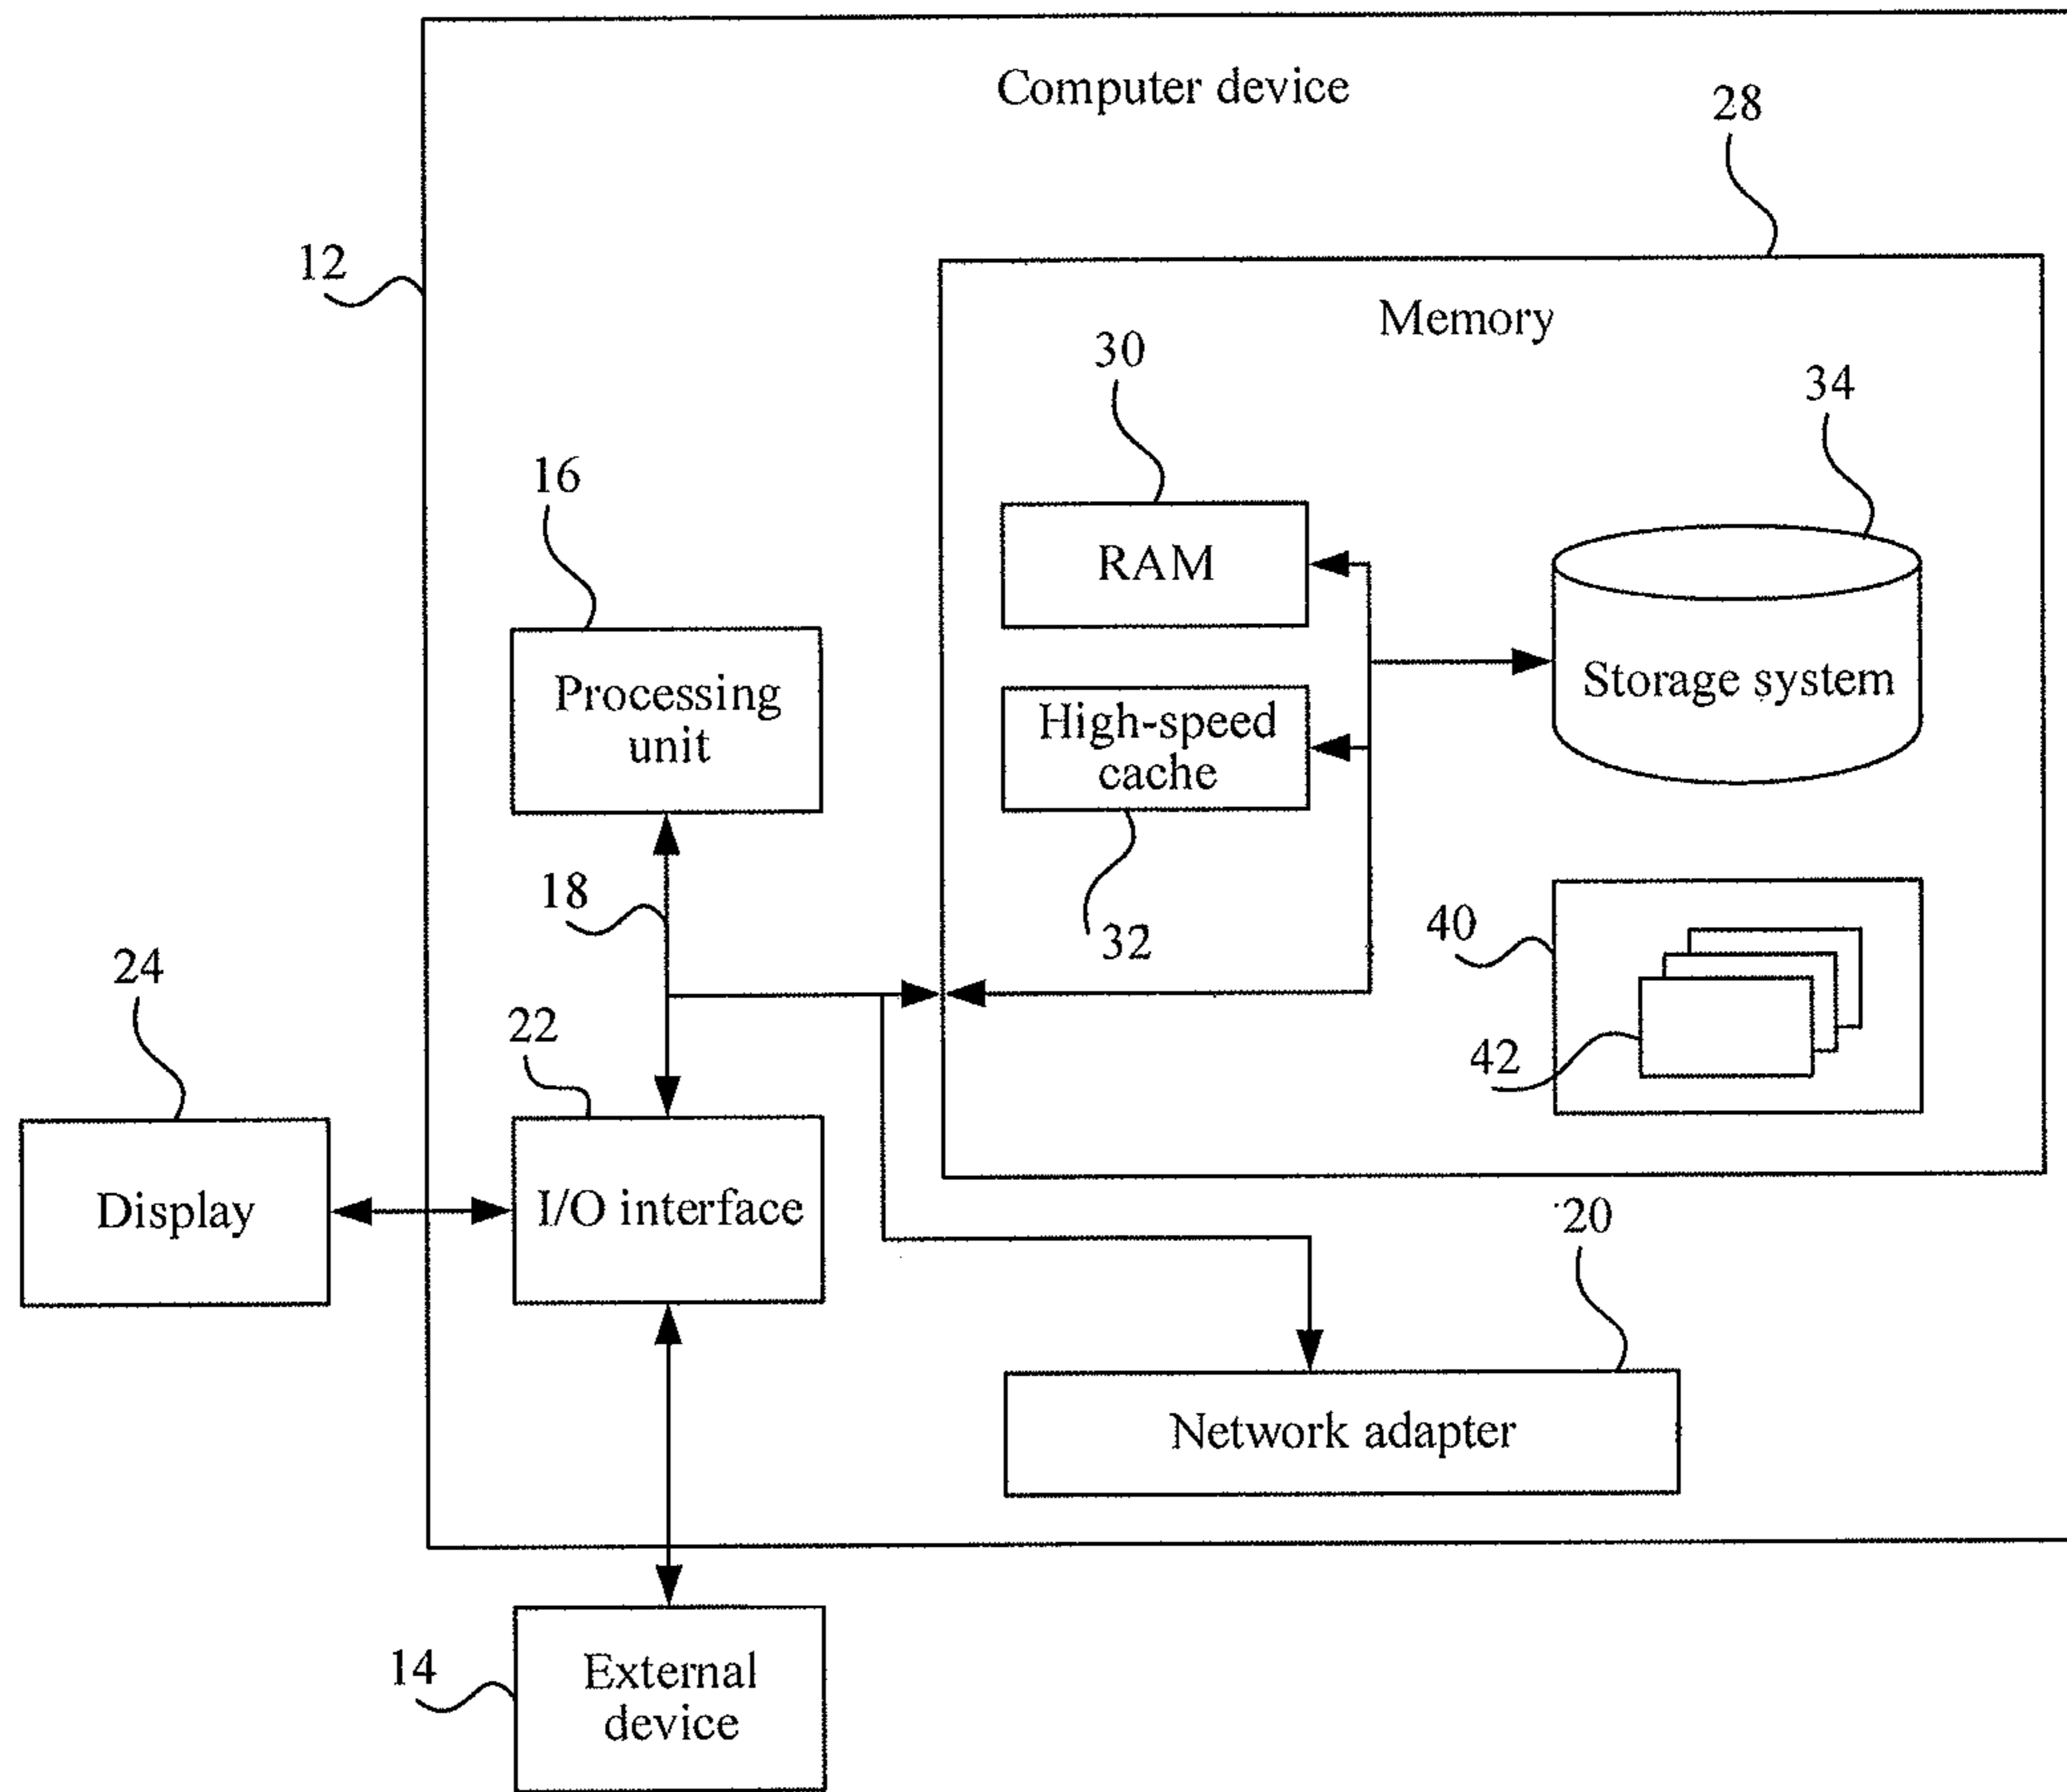 Computer device
28
12
Memory
30
34
16
RAM
Processing
unit
Storage system
High-speed
cache
18
32
40
24
22
42
Display
I/O interface
20
Network adapter
14
External
device